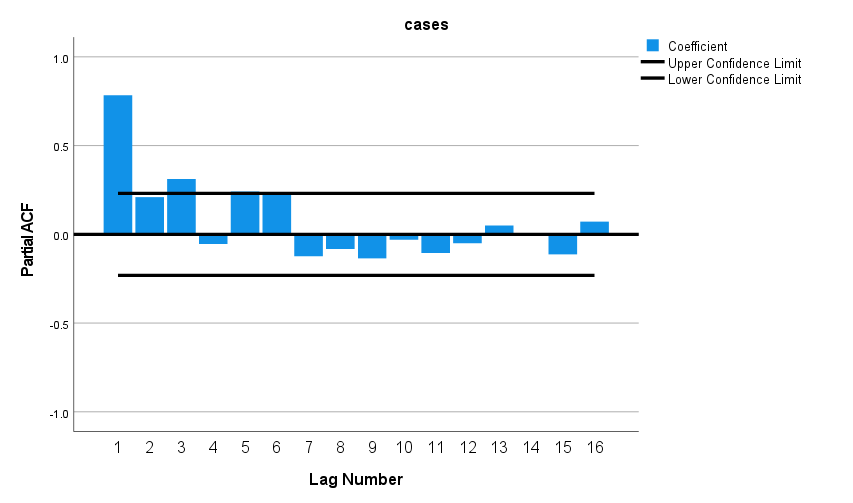 cases
Coefficient
Upper Confidence Limit
Lower Confidence Limit
1.0
0.5
0.0
-0.5
-1.0
Partial ACF
1 2 3 4 5 6 7 8 9 10 11 12 13 14 15 16
Lag Number